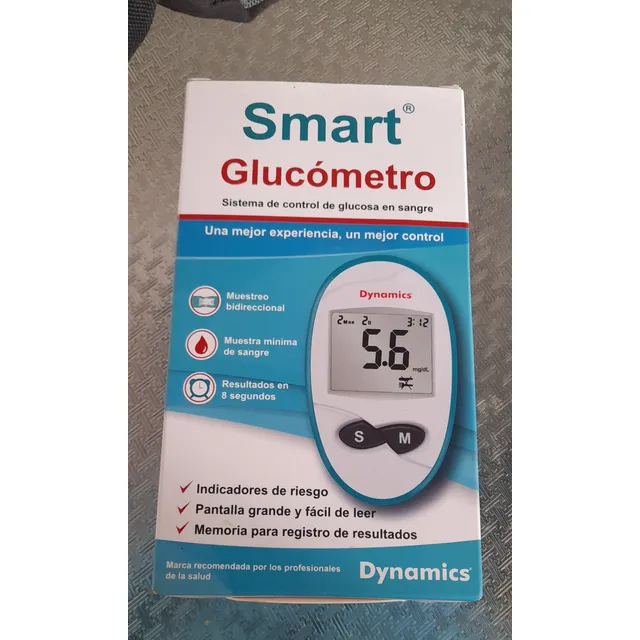 Smart®
Glucómetro
Sistema de control de glucosa en sangre
Una mejor experiencia, un mejor control
Muestreo
bidireccional
Muestra mínima
de sangre
Resultados en
8 segundos
Dynamics
3:12
5.6
mg/dL
S M
Indicadores de riesgo
Pantalla grande y fácil de leer
Memoria para registro de resultados
Marca recomendada por los profesionales
de la salud
Dynamics